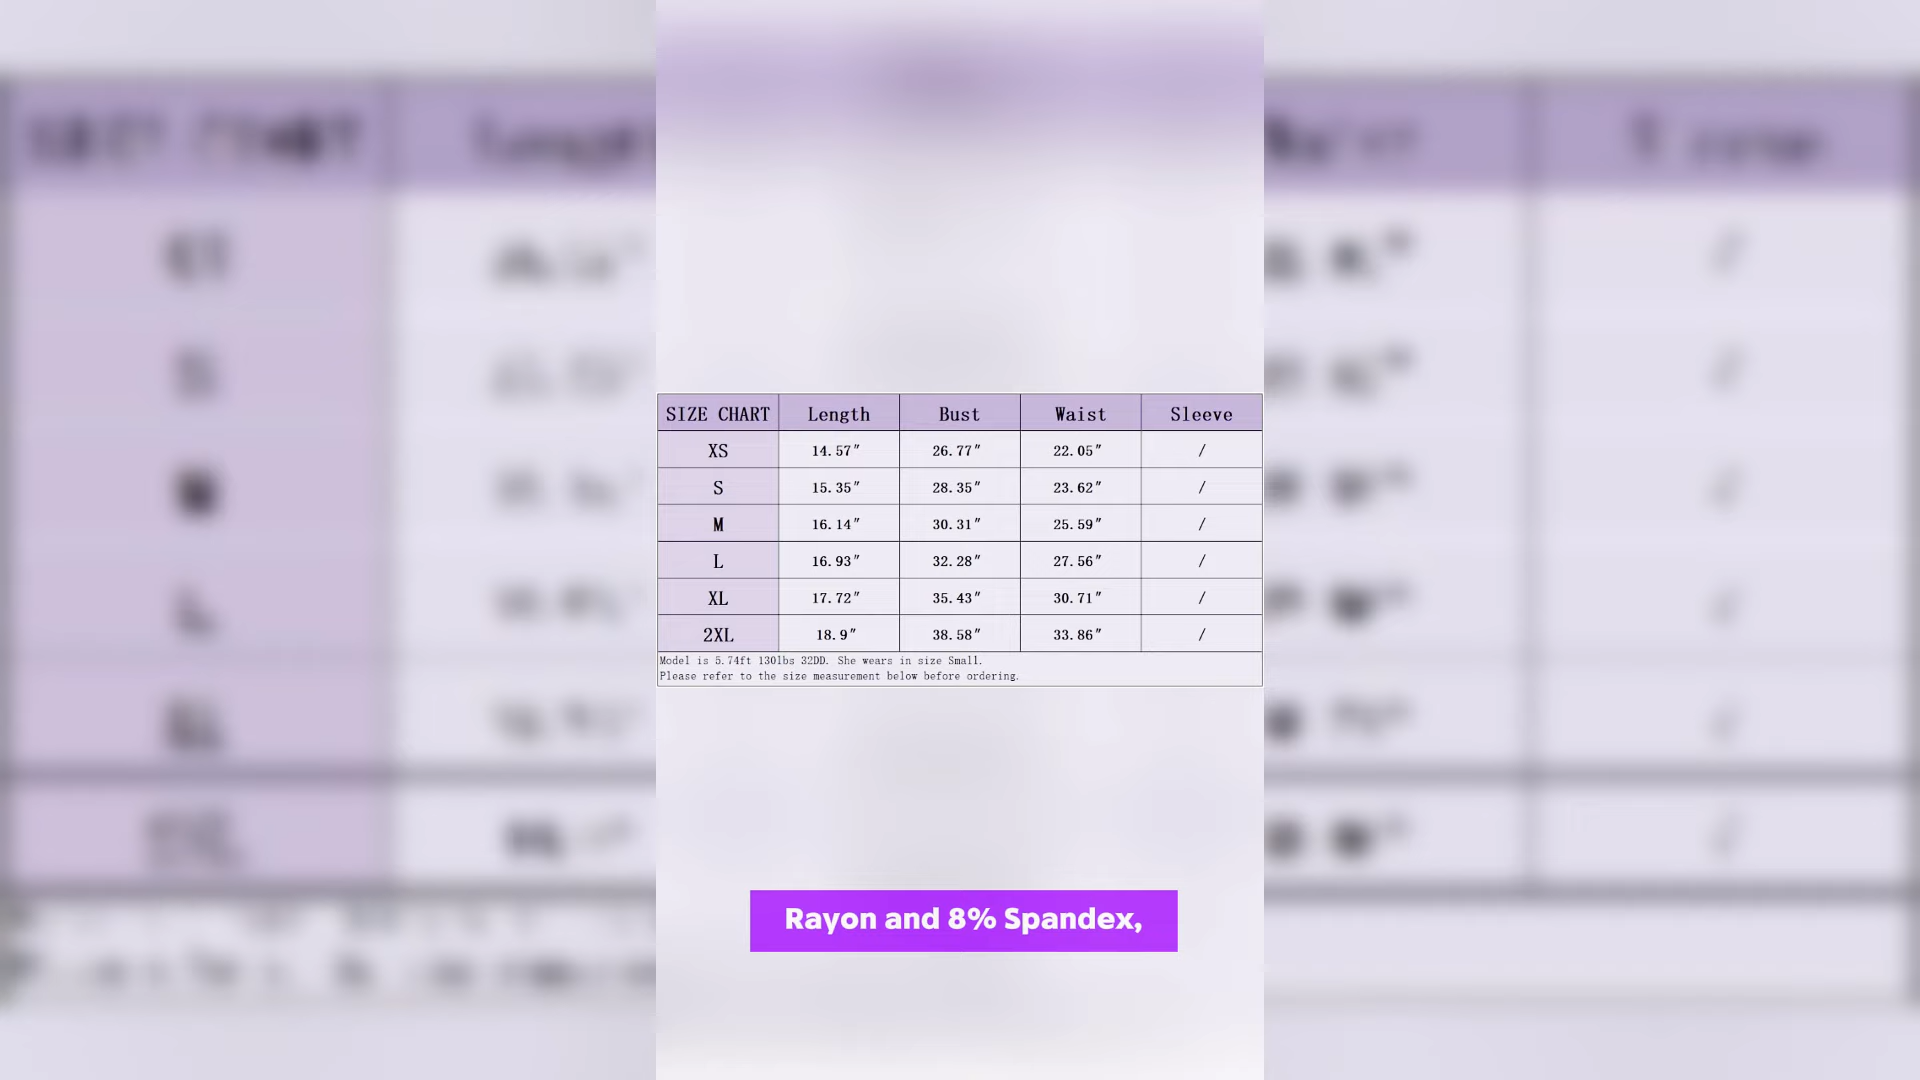 SIZE CHART Length Bust Waist Sleeve
XS 14.57" 26.77" 22.05" /
S 15.35" 28.35" 23.62" /
M 16.14" 30.31" 25.59" /
L 16.93" 32.28" 27.56" /
XL 17.72" 35.43" 30.71" /
2XL 18.9" 38.58" 33.86" /
Model is 5.74ft 130lbs 32DD. She wears in size Small.
Please refer to the size measurement below before ordering.
Rayon and 8% Spandex,